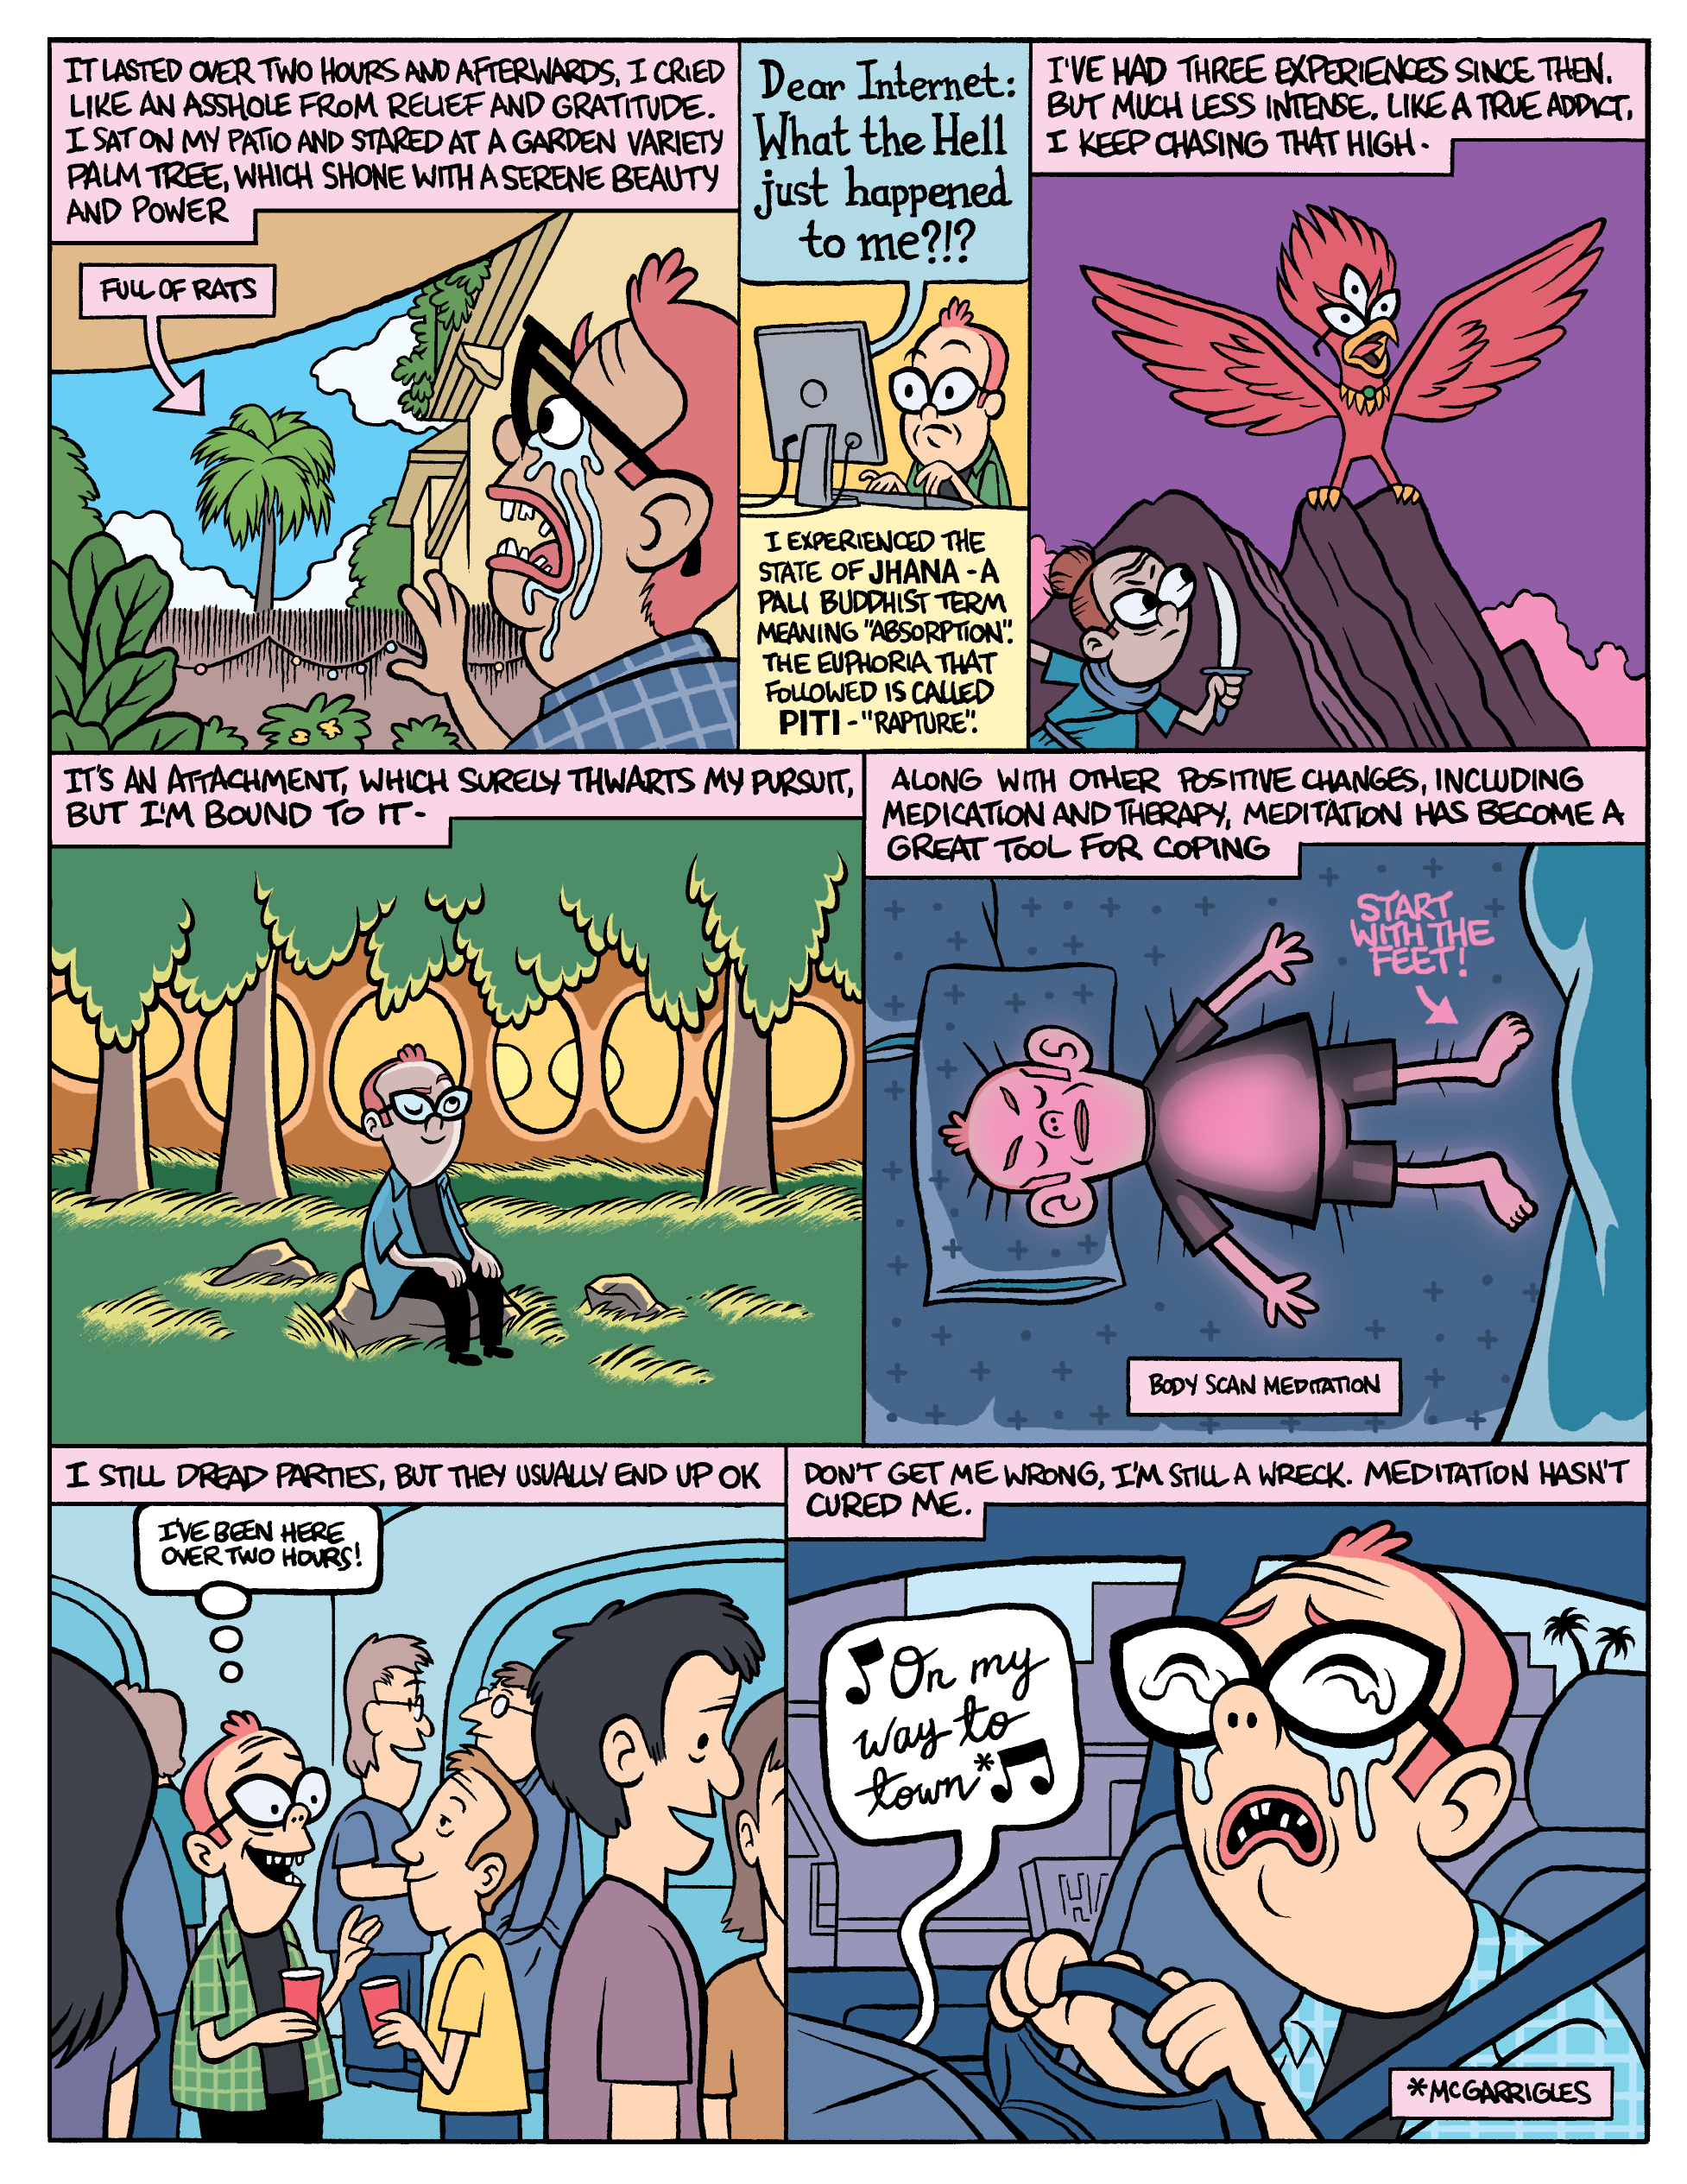 IT LASTED OVER TWO HOURS AND AFTERWARDS, I CRIED
LIKE AN ASSHOLE FROM RELIEF AND GRATITUDE.
I SAT ON MY PATIO AND STARED AT A GARDEN VARIETY
PALM TREE, WHICH SHONE WITH A SERENE BEAUTY
AND POWER
FULL OF RATS
Dear Internet:
What the Hell
just happened
to me?!?
I EXPERIENCED THE
STATE OF JHANA - A
PALI BUDDHIST TERM
MEANING "ABSORPTION".
THE EUPHORIA THAT
FOLLOWED IS CALLED
PITI - "RAPTURE".
I'VE HAD THREE EXPERIENCES SINCE THEN.
BUT MUCH LESS INTENSE. LIKE A TRUE ADDICT,
I KEEP CHASING THAT HIGH -
IT'S AN ATTACHMENT, WHICH SURELY THWARTS MY PURSUIT,
BUT I'M BOUND TO IT -
ALONG WITH OTHER POSITIVE CHANGES, INCLUDING
MEDICATION AND THERAPY, MEDITATION HAS BECOME A
GREAT TOOL FOR COPING
START
WITH THE
FEET!
BODY SCAN MEDITATION
I STILL DREAD PARTIES, BUT THEY USUALLY END UP OK
I'VE BEEN HERE
OVER TWO HOURS!
DON'T GET ME WRONG, I'M STILL A WRECK. MEDITATION HASN'T
CURED ME.
On my
way to
town*
*MCGARRIGLES